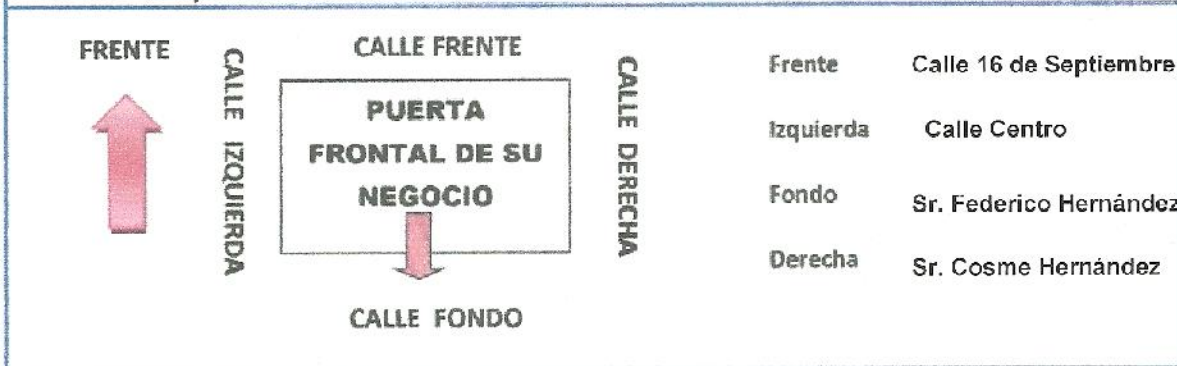 FRENTE
CALLE IZQUIERDA
CALLE FRENTE
PUERTA
FRONTAL DE SU
NEGOCIO
CALLE DERECHA
CALLE FONDO
Frente Calle 16 de Septiembre
Izquierda Calle Centro
Fondo Sr. Federico Hernández
Derecha Sr. Cosme Hernández